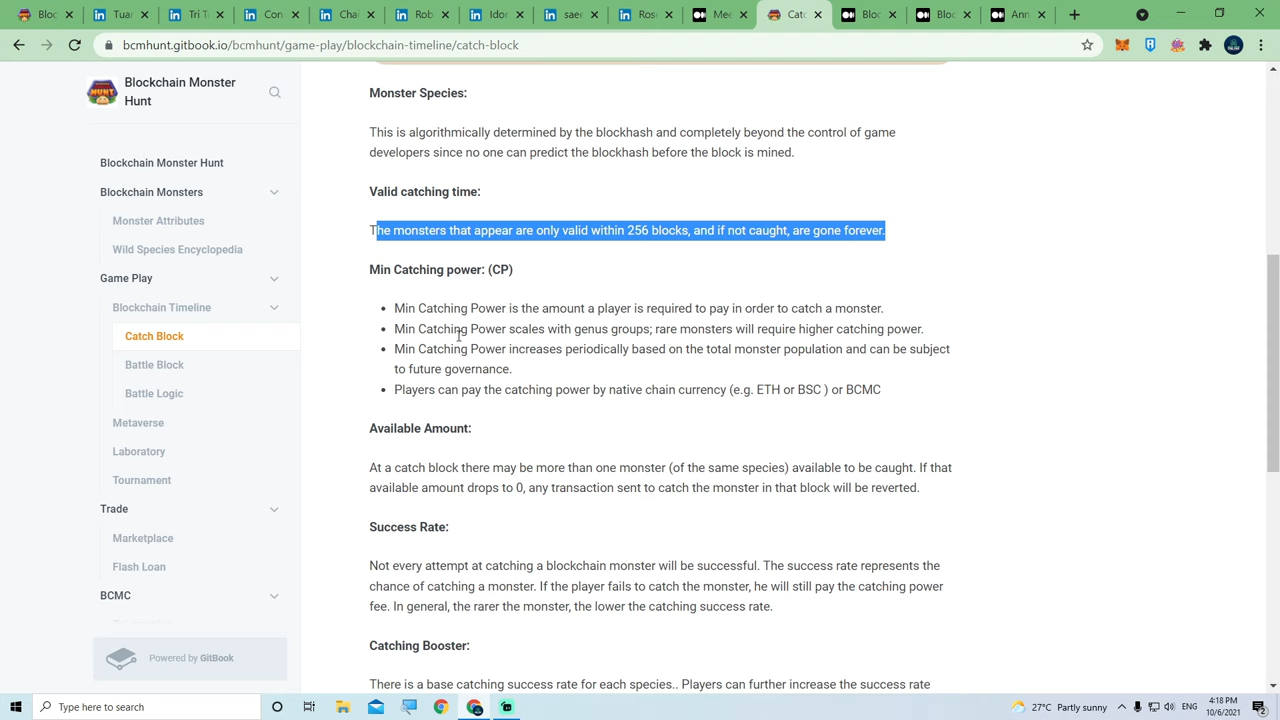 Bloc
Tri
Con
Cha
Rob
Ido
sae
Ros
Mee
Catc
Bloc
Bloc
Ann
bcmhunt.gitbook.io/bcmhunt/game-play/blockchain-timeline/catch-block
Blockchain Monster
Hunt
Blockchain Monster Hunt
Blockchain Monsters
Monster Attributes
Wild Species Encyclopedia
Game Play
Blockchain Timeline
Catch Block
Battle Block
Battle Logic
Metaverse
Laboratory
Tournament
Trade
Marketplace
Flash Loan
BCMC
Powered by GitBook
Monster Species:
This is algorithmically determined by the blockhash and completely beyond the control of game
developers since no one can predict the blockhash before the block is mined.
Valid catching time:
The monsters that appear are only valid within 256 blocks, and if not caught, are gone forever.
Min Catching power: (CP)
Min Catching Power is the amount a player is required to pay in order to catch a monster.
Min Catching Power scales with genus groups; rare monsters will require higher catching power.
Min Catching Power increases periodically based on the total monster population and can be subject
to future governance.
Players can pay the catching power by native chain currency (e.g. ETH or BSC ) or BCMC
Available Amount:
At a catch block there may be more than one monster (of the same species) available to be caught. If that
available amount drops to 0, any transaction sent to catch the monster in that block will be reverted.
Success Rate:
Not every attempt at catching a blockchain monster will be successful. The success rate represents the
chance of catching a monster. If the player fails to catch the monster, he will still pay the catching power
fee. In general, the rarer the monster, the lower the catching success rate.
Catching Booster:
There is a base catching success rate for each species.. Players can further increase the success rate
Type here to search
27°C Partly sunny
ENG
4:18 PM
10/6/2021